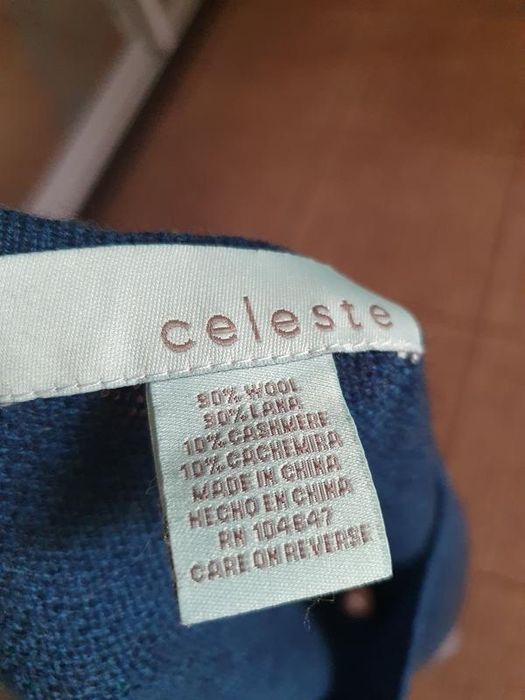 celeste
90% WOOL
90% LANA
10% CASHMERE
10% CACHEMIRA
MADE IN CHINA
HECHO EN CHINA
RN 104647
CARE ON REVERSE